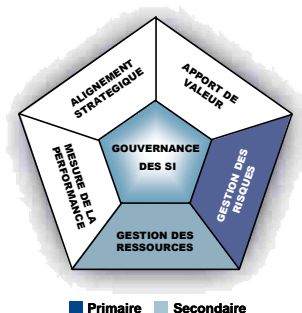 ALIGNEMENT
STRATEGIQUE
APPORT DE
VALEUR
GOUVERNANCE
DES SI
MESURE DE LA
PERFORMANCE
GESTION DES
RISQUES
GESTION DES
RESSOURCES
Primaire Secondaire